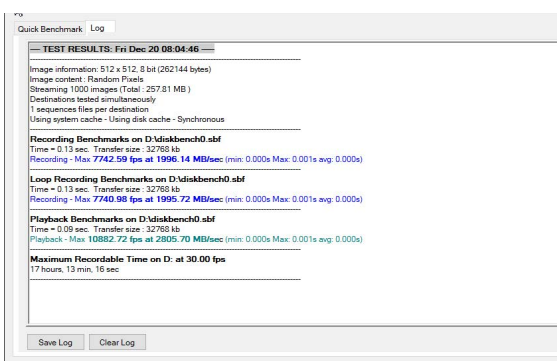 Quick Benchmark Log
--- TEST RESULTS: Fri Dec 20 08:04:46 ---
Image information: 512 x 512, 8 bit (262144 bytes)
Image content : Random Pixels
Streaming 1000 images (Total : 257.81 MB )
Destinations tested simultaneously
1 sequences files per destination
Using system cache - Using disk cache - Synchronous
Recording Benchmarks on D:\diskbench0.sbf
Time = 0.13 sec. Transfer size : 32768 kb
Recording - Max 7742.59 fps at 1996.14 MB/sec (min: 0.000s Max: 0.001s avg: 0.000s)
Loop Recording Benchmarks on D:\diskbench0.sbf
Time = 0.13 sec. Transfer size : 32768 kb
Recording - Max 7740.98 fps at 1995.72 MB/sec (min: 0.000s Max: 0.001s avg: 0.000s)
Playback Benchmarks on D:\diskbench0.sbf
Time = 0.09 sec. Transfer size : 32768 kb
Playback - Max 10882.72 fps at 2805.70 MB/sec (min: 0.000s Max: 0.001s avg: 0.000s)
Maximum Recordable Time on D: at 30.00 fps
17 hours, 13 min, 16 sec
Save Log Clear Log